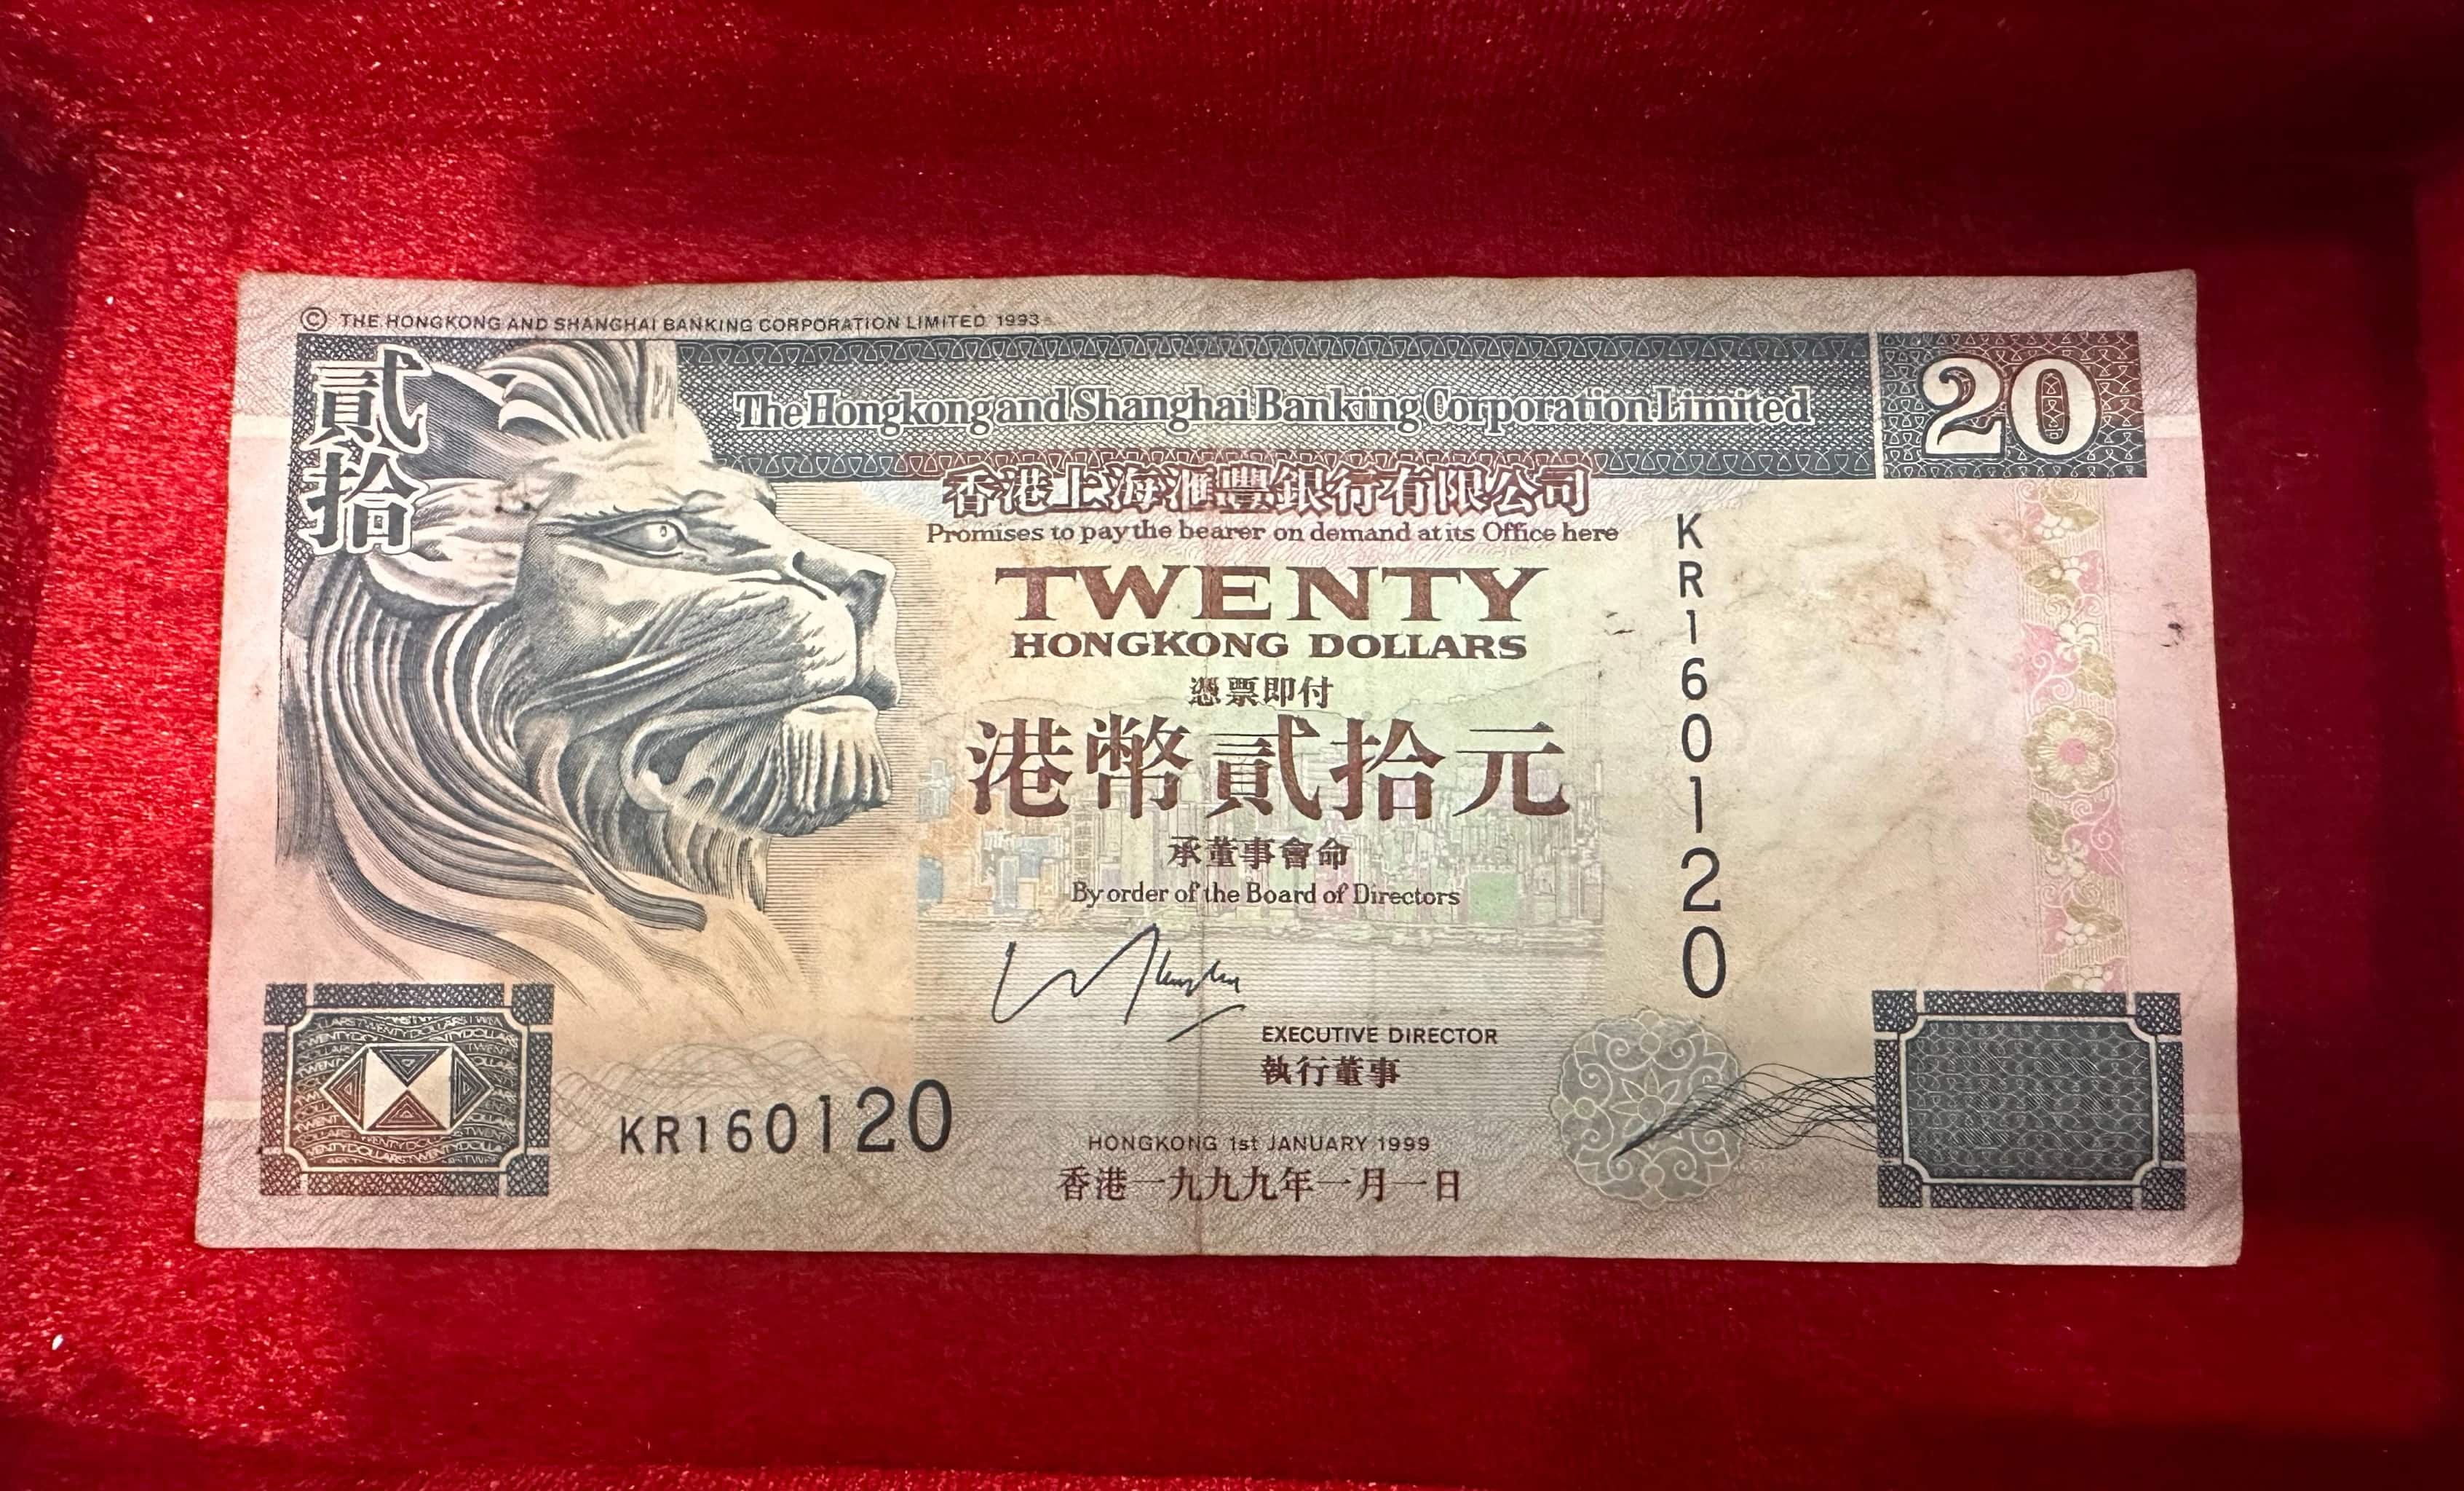 © THE HONGKONG AND SHANGHAI BANKING CORPORATION LIMITED 1993
貳拾
The Hongkong and Shanghai Banking Corporation Limited
20
香港上海滙豐銀行有限公司
Promises to pay the bearer on demand at its Office here
TWENTY
HONGKONG DOLLARS
憑票即付
港幣貳拾元
承董事會命
By order of the Board of Directors
EXECUTIVE DIRECTOR
執行董事
KR160120
KR160120
HONGKONG 1st JANUARY 1999
香港一九九九年一月一日